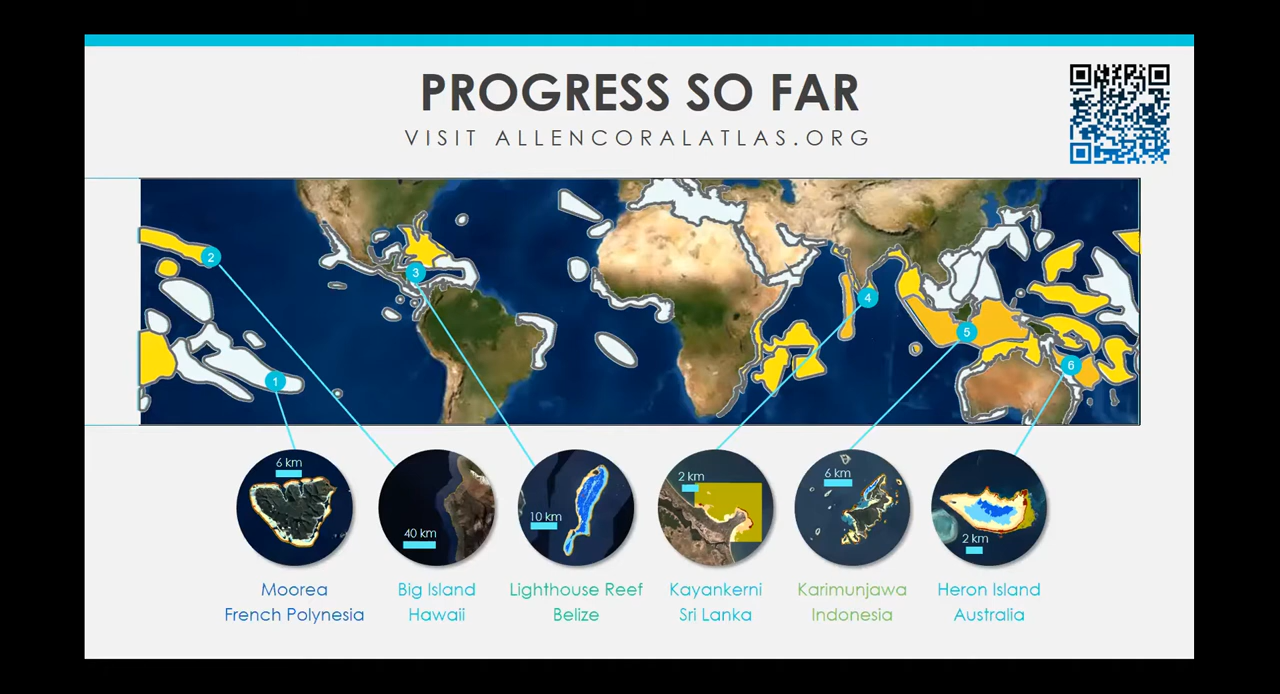 PROGRESS SO FAR
VISIT ALLENCORALATLAS.ORG
1
2
3
4
5
6
6 km
40 km
10 km
2 km
6 km
2 km
Moorea
French Polynesia
Big Island
Hawaii
Lighthouse Reef
Belize
Kayankerni
Sri Lanka
Karimunjawa
Indonesia
Heron Island
Australia